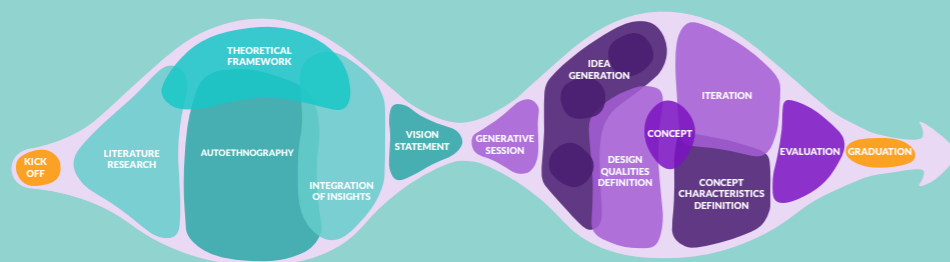 KICK
OFF
LITERATURE
RESEARCH
THEORETICAL
FRAMEWORK
AUTOETHNOGRAPHY
INTEGRATION
OF INSIGHTS
VISION
STATEMENT
GENERATIVE
SESSION
IDEA
GENERATION
DESIGN
QUALITIES
DEFINITION
CONCEPT
ITERATION
CONCEPT
CHARACTERISTICS
DEFINITION
EVALUATION
GRADUATION